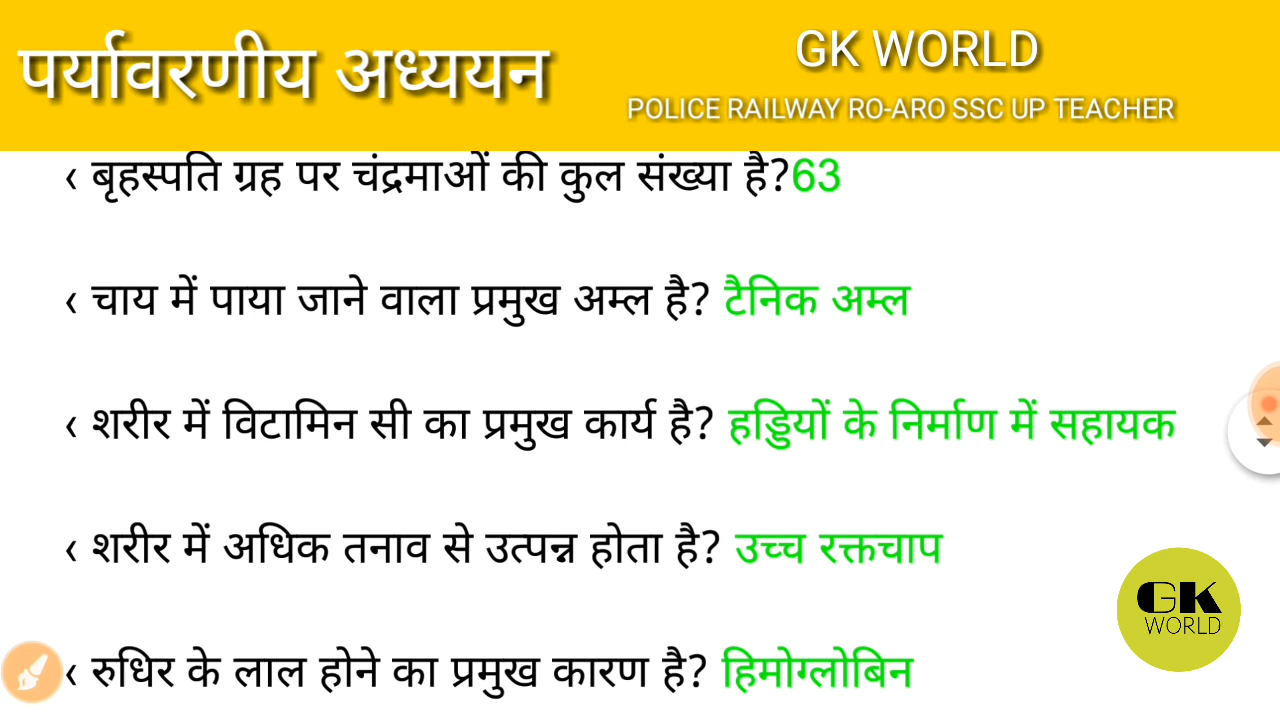 पर्यावरणीय अध्ययन
GK WORLD
POLICE RAILWAY RO-ARO SSC UP TEACHER
‹ बृहस्पति ग्रह पर चंद्रमाओं की कुल संख्या है?63
‹ चाय में पाया जाने वाला प्रमुख अम्ल है? टैनिक अम्ल
‹ शरीर में विटामिन सी का प्रमुख कार्य है? हड्डियों के निर्माण में सहायक
‹ शरीर में अधिक तनाव से उत्पन्न होता है? उच्च रक्तचाप
‹ रुधिर के लाल होने का प्रमुख कारण है? हिमोग्लोबिन
GK
WORLD